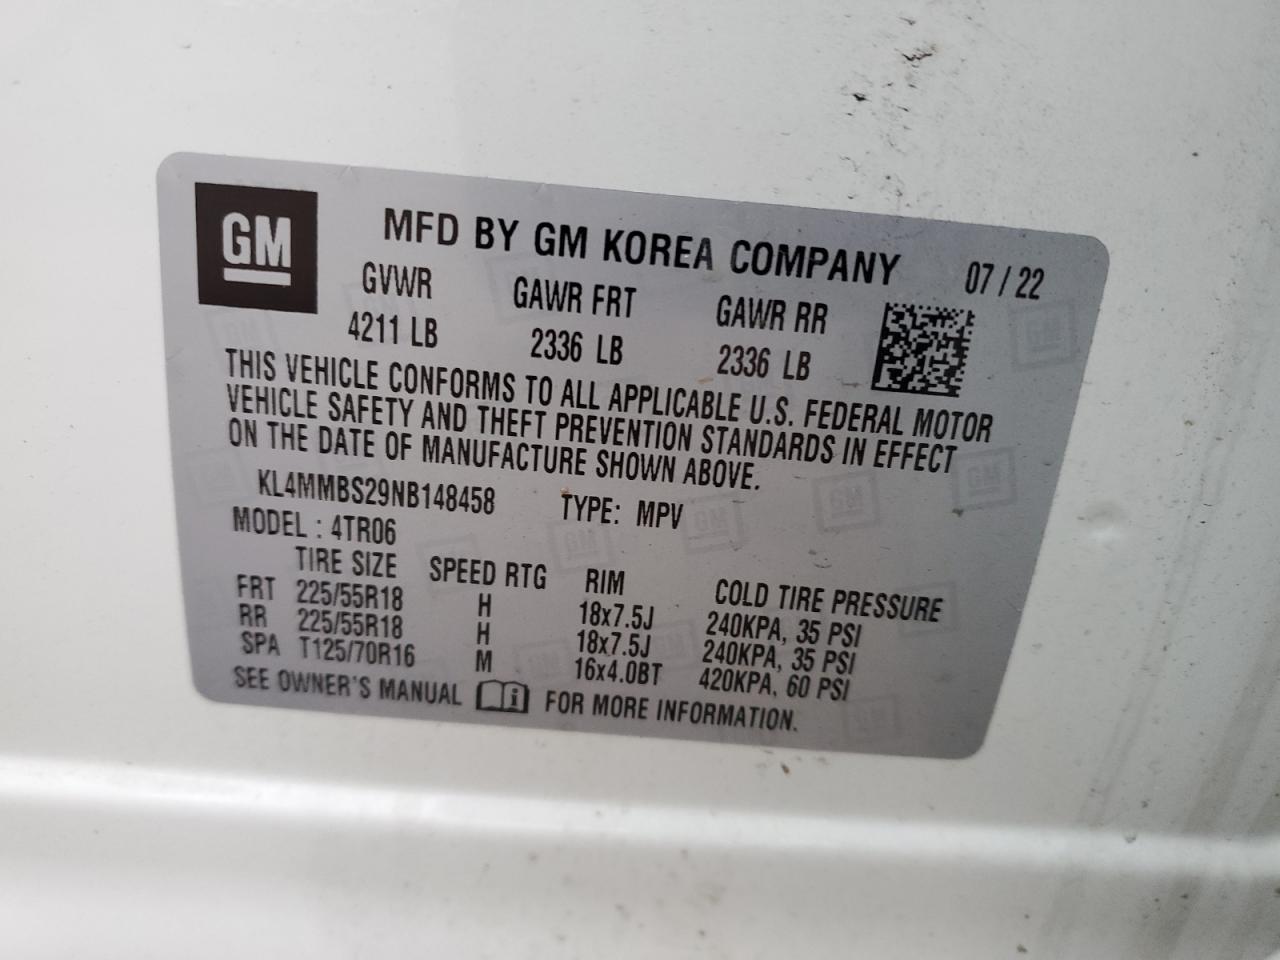 GM
MFD BY GM KOREA COMPANY 07 / 22
GVWR GAWR FRT GAWR RR
4211 LB 2336 LB 2336 LB
THIS VEHICLE CONFORMS TO ALL APPLICABLE U.S. FEDERAL MOTOR
VEHICLE SAFETY AND THEFT PREVENTION STANDARDS IN EFFECT
ON THE DATE OF MANUFACTURE SHOWN ABOVE.
KL4MMBS29NB148458 TYPE: MPV
MODEL : 4TR06
TIRE SIZE SPEED RTG RIM COLD TIRE PRESSURE
FRT 225/55R18 H 18x7.5J 240KPA, 35 PSI
RR 225/55R18 H 18x7.5J 240KPA, 35 PSI
SPA T125/70R16 M 16x4.0BT 420KPA, 60 PSI
SEE OWNER'S MANUAL i FOR MORE INFORMATION.